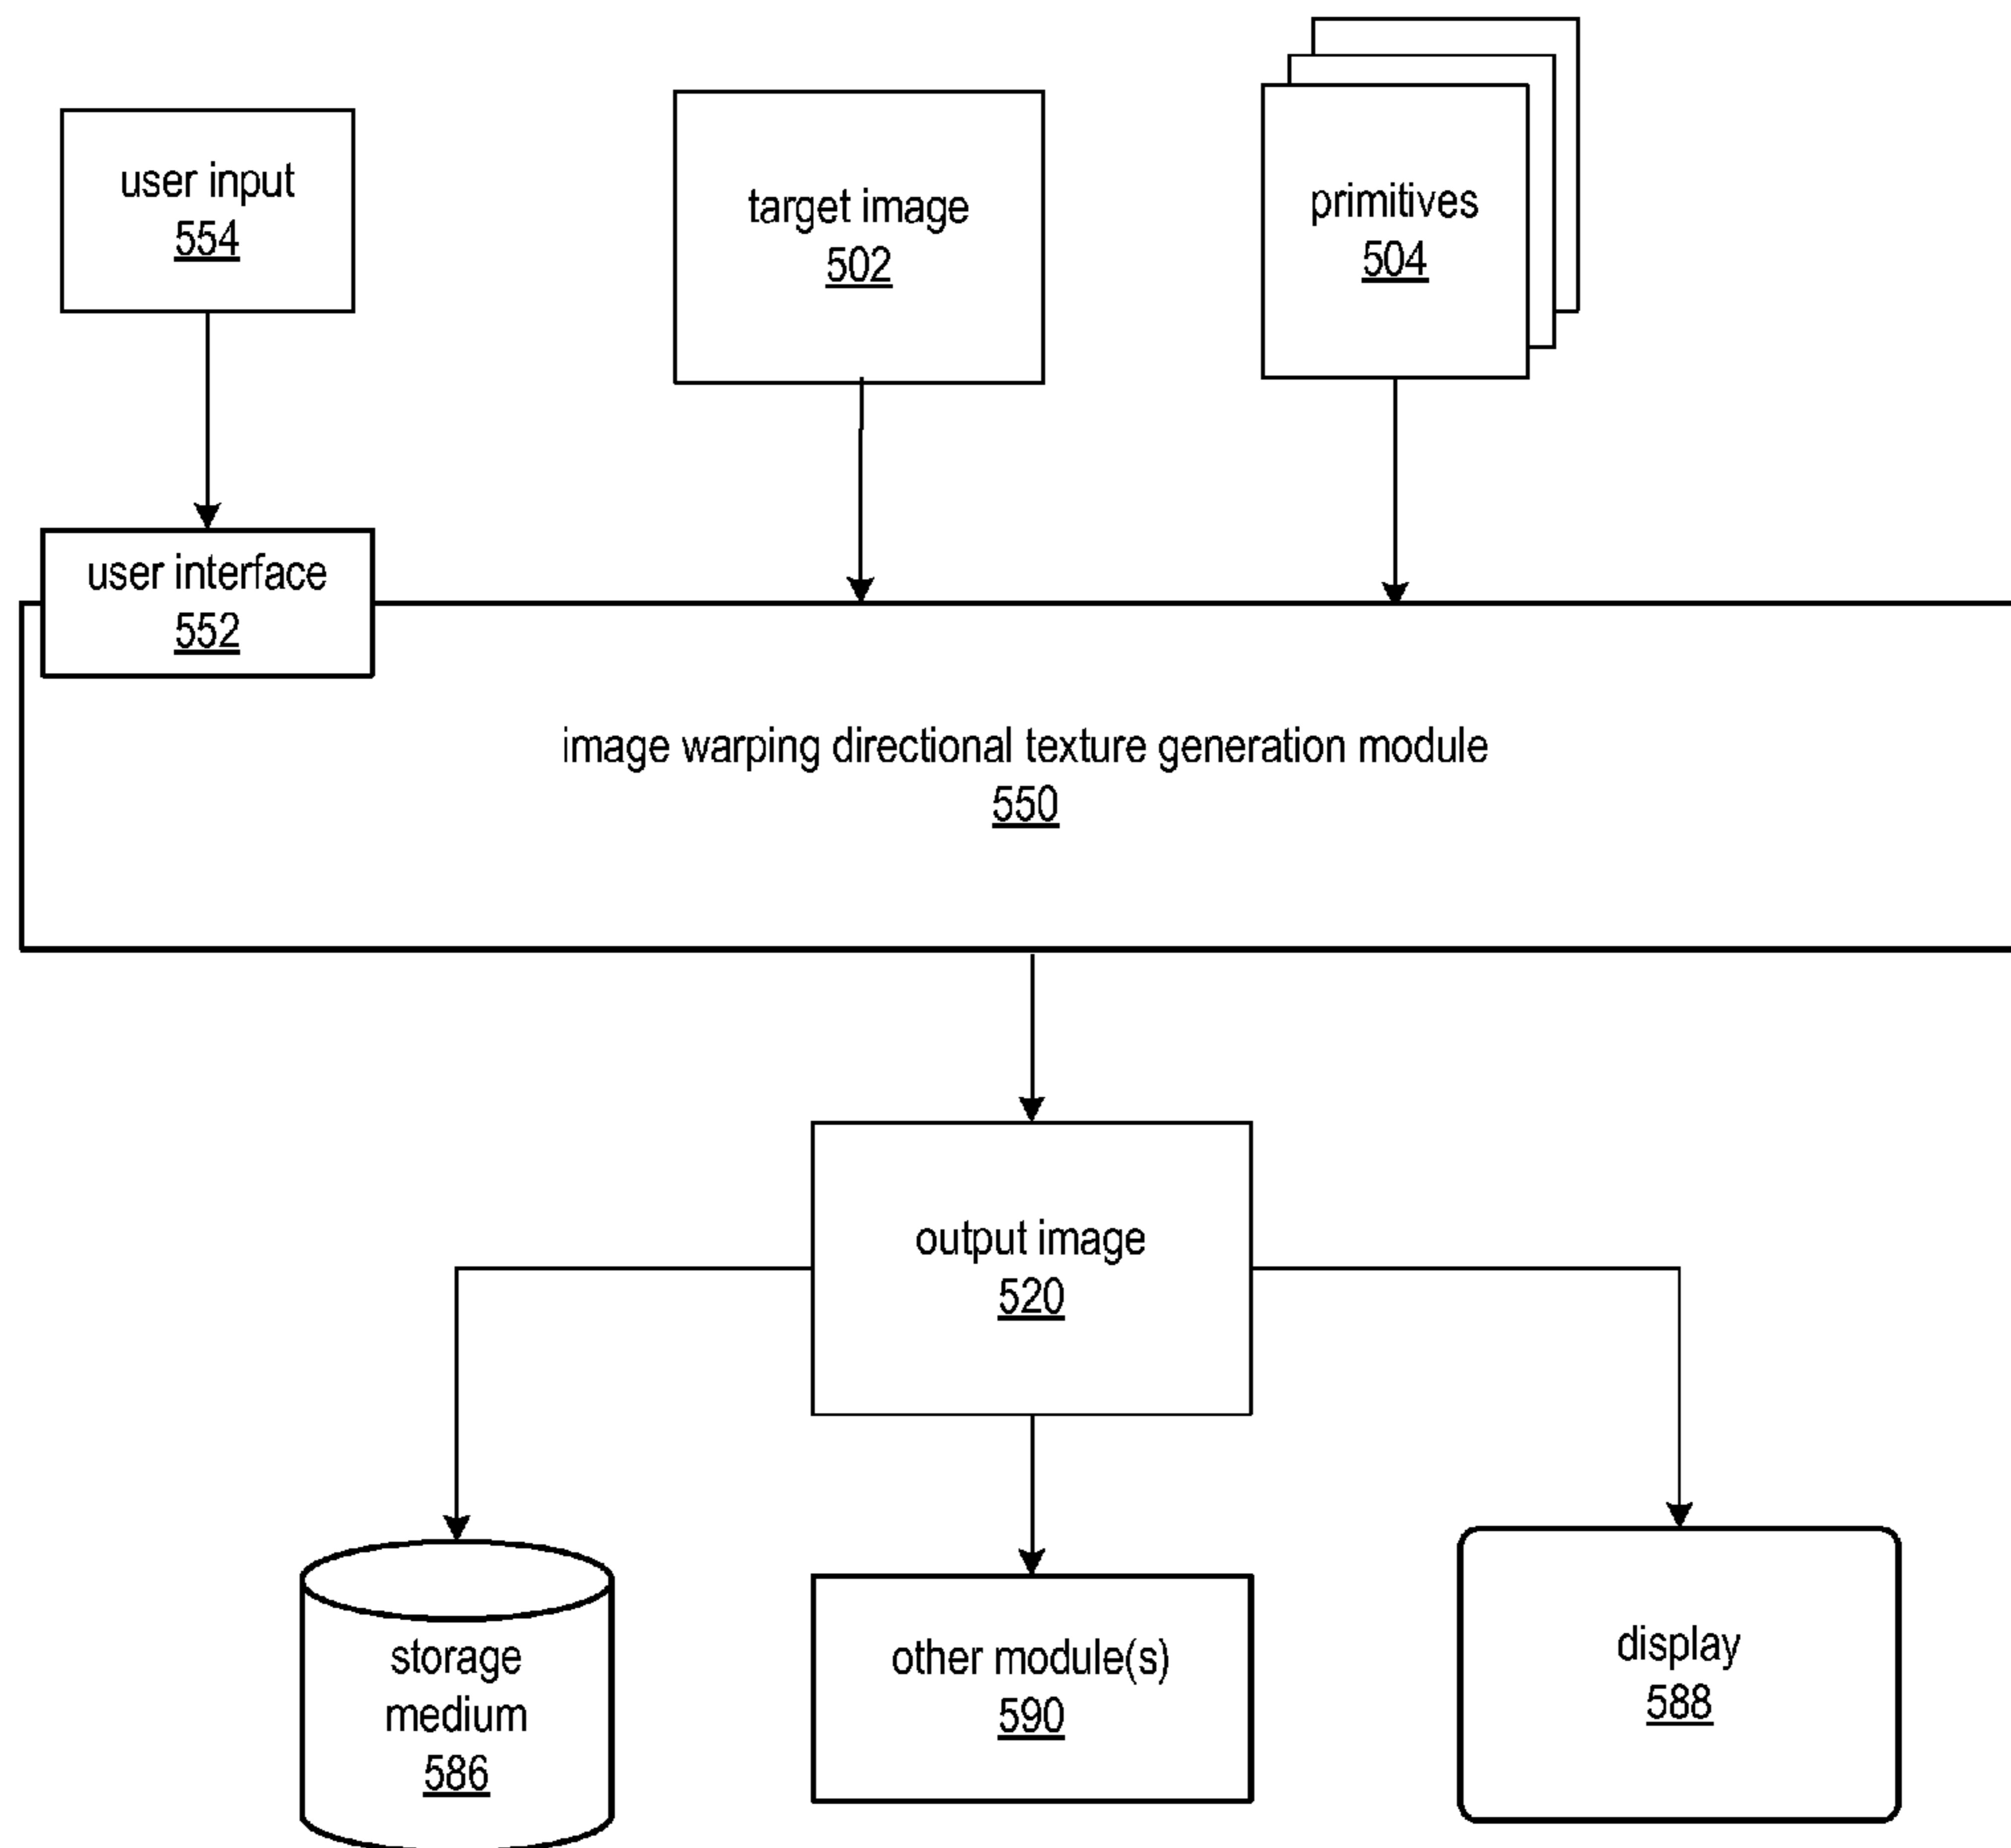 user input
554
target image
502
primitives
504
user interface
552
image warping directional texture generation module
550
output image
520
storage
medium
586
other module(s)
590
display
588